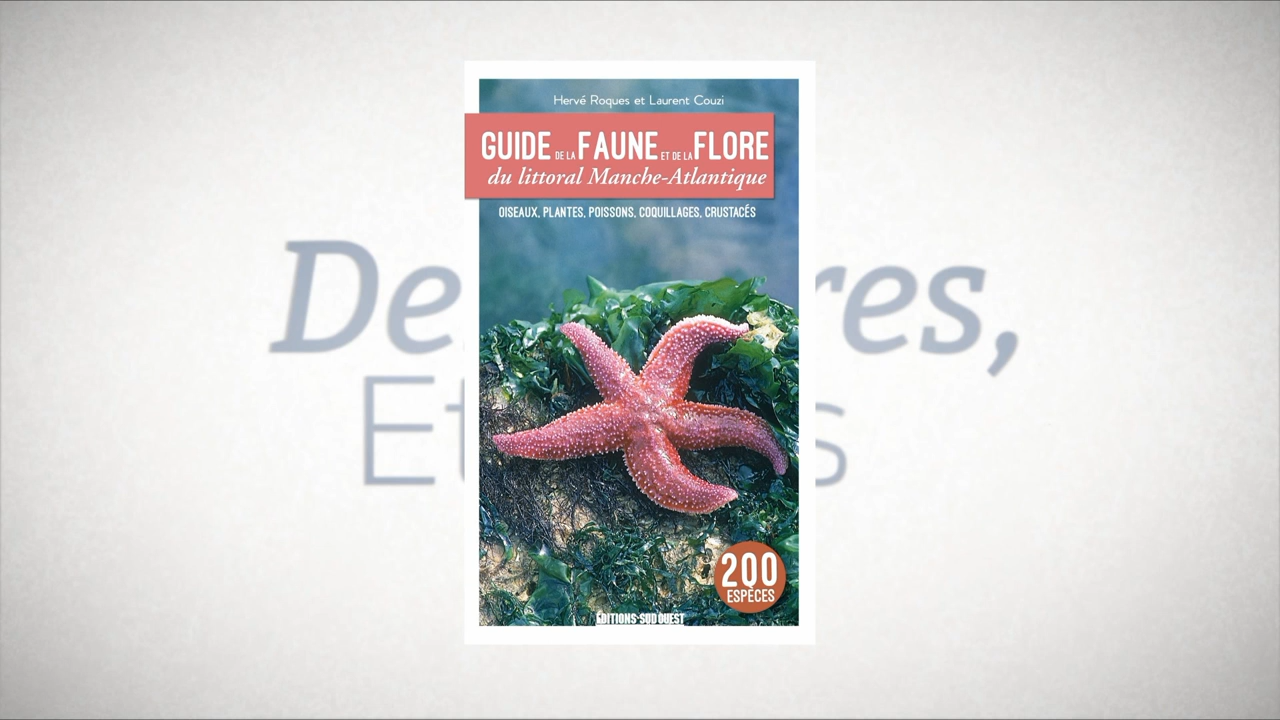 Hervé Roques et Laurent Couzi
GUIDE DE LA FAUNE ET DE LA FLORE
du littoral Manche-Atlantique
OISEAUX, PLANTES, POISSONS, COQUILLAGES, CRUSTACÉS
200
ESPÈCES
ÉDITIONS SUD OUEST